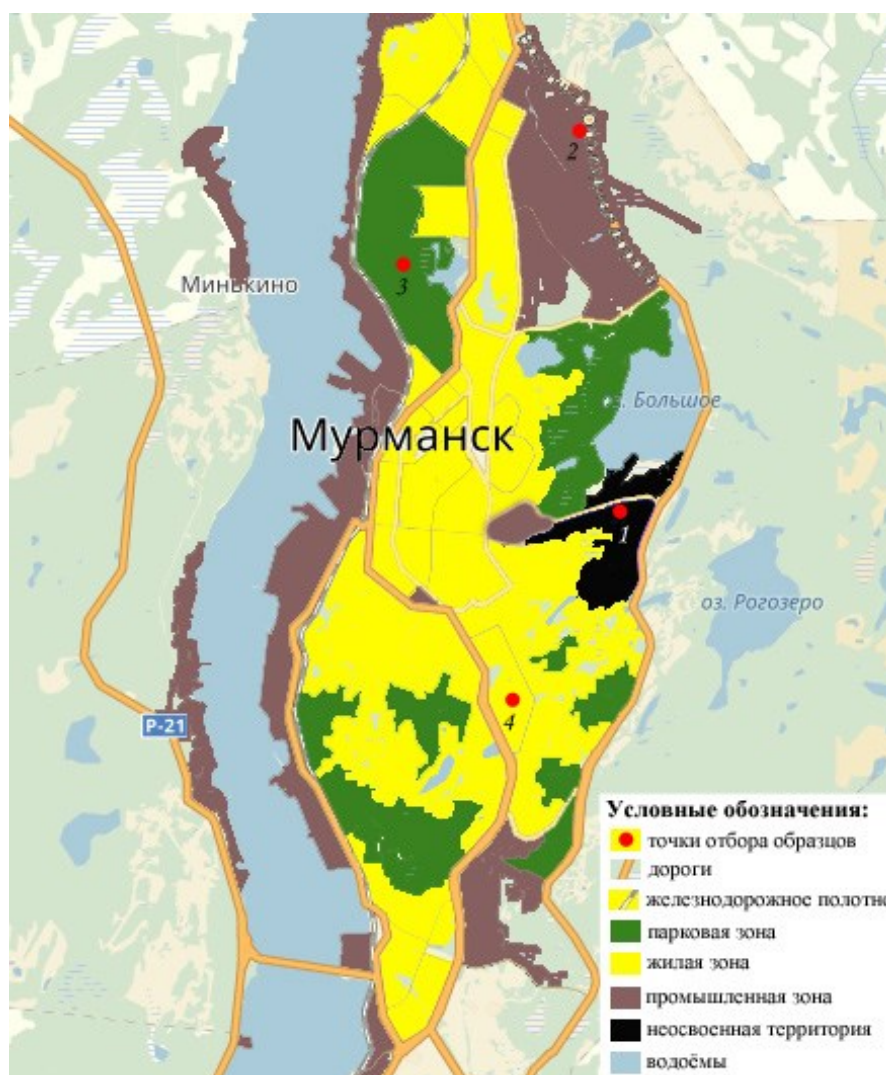 2
Минькино
3
оз. Большое
Мурманск
1
оз. Рогозеро
4
Р-21
Условные обозначения:
точки отбора образцов
дороги
железнодорожное полотно
парковая зона
жилая зона
промышленная зона
неосвоенная территория
водоёмы